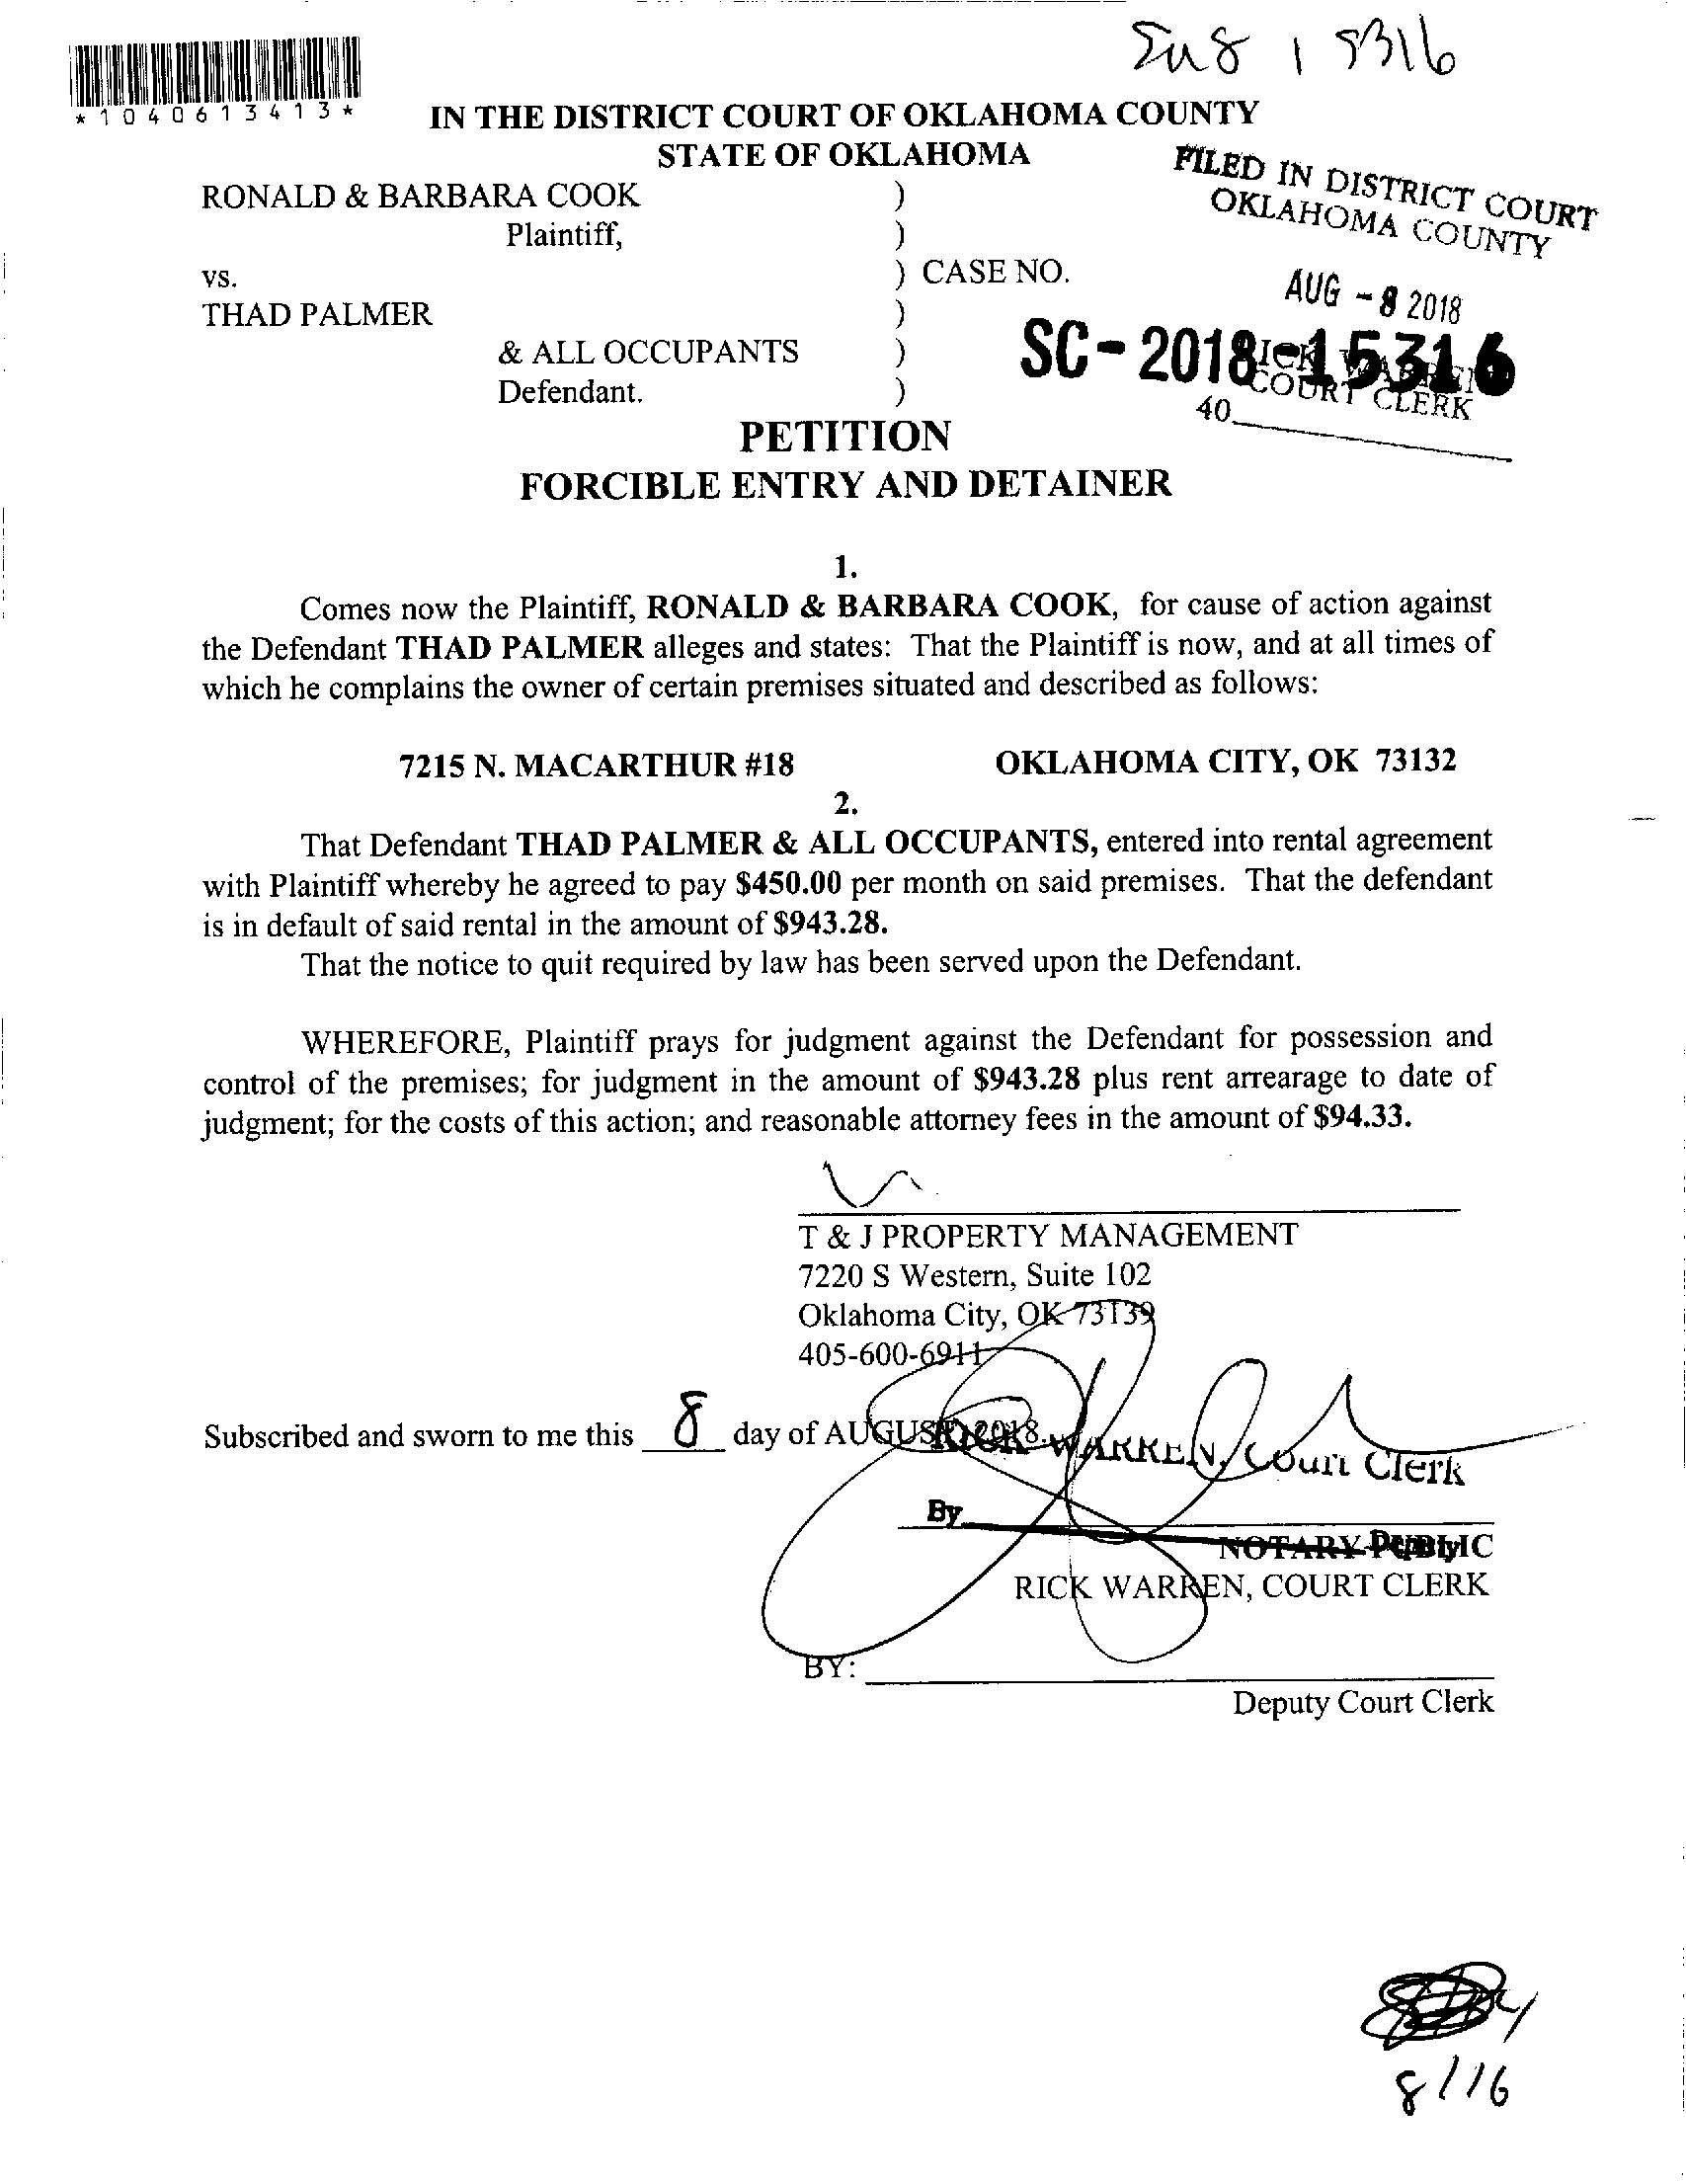 *1040613413*
IN THE DISTRICT COURT OF OKLAHOMA COUNTY
STATE OF OKLAHOMA
FILED IN DISTRICT COURT
OKLAHOMA COUNTY
RONALD & BARBARA COOK )
Plaintiff, )
vs. ) CASE NO.
AUG - 8 2018
THAD PALMER )
& ALL OCCUPANTS )
SC-2018-15316
COURT CLERK
Defendant. )
40
PETITION
FORCIBLE ENTRY AND DETAINER
1.
Comes now the Plaintiff, RONALD & BARBARA COOK, for cause of action against
the Defendant THAD PALMER alleges and states: That the Plaintiff is now, and at all times of
which he complains the owner of certain premises situated and described as follows:
7215 N. MACARTHUR #18 OKLAHOMA CITY, OK 73132
2.
That Defendant THAD PALMER & ALL OCCUPANTS, entered into rental agreement
with Plaintiff whereby he agreed to pay $450.00 per month on said premises. That the defendant
is in default of said rental in the amount of $943.28.
That the notice to quit required by law has been served upon the Defendant.
WHEREFORE, Plaintiff prays for judgment against the Defendant for possession and
control of the premises; for judgment in the amount of $943.28 plus rent arrearage to date of
judgment; for the costs of this action; and reasonable attorney fees in the amount of $94.33.
T & J PROPERTY MANAGEMENT
7220 S Western, Suite 102
Oklahoma City, OK 73139
405-600-6911
Subscribed and sworn to me this 8 day of AUGUST, 2018.
RICK WARREN, Court Clerk
By
Deputy
NOTARY PUBLIC
RICK WARREN, COURT CLERK
BY:
Deputy Court Clerk
8/16